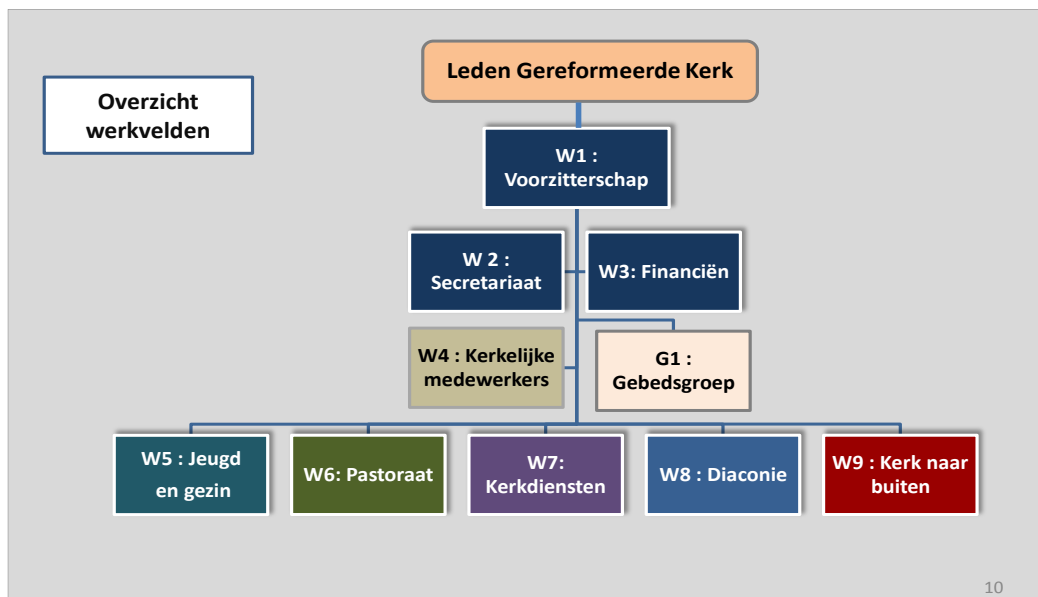 Leden Gereformeerde Kerk
Overzicht
werkvelden
W1 :
Voorzitterschap
W 2 :
Secretariaat
W3: Financiën
W4 : Kerkelijke
medewerkers
G1 :
Gebedsgroep
W5 : Jeugd
en gezin
W6: Pastoraat
W7:
Kerkdiensten
W8 : Diaconie
W9 : Kerk naar
buiten
10